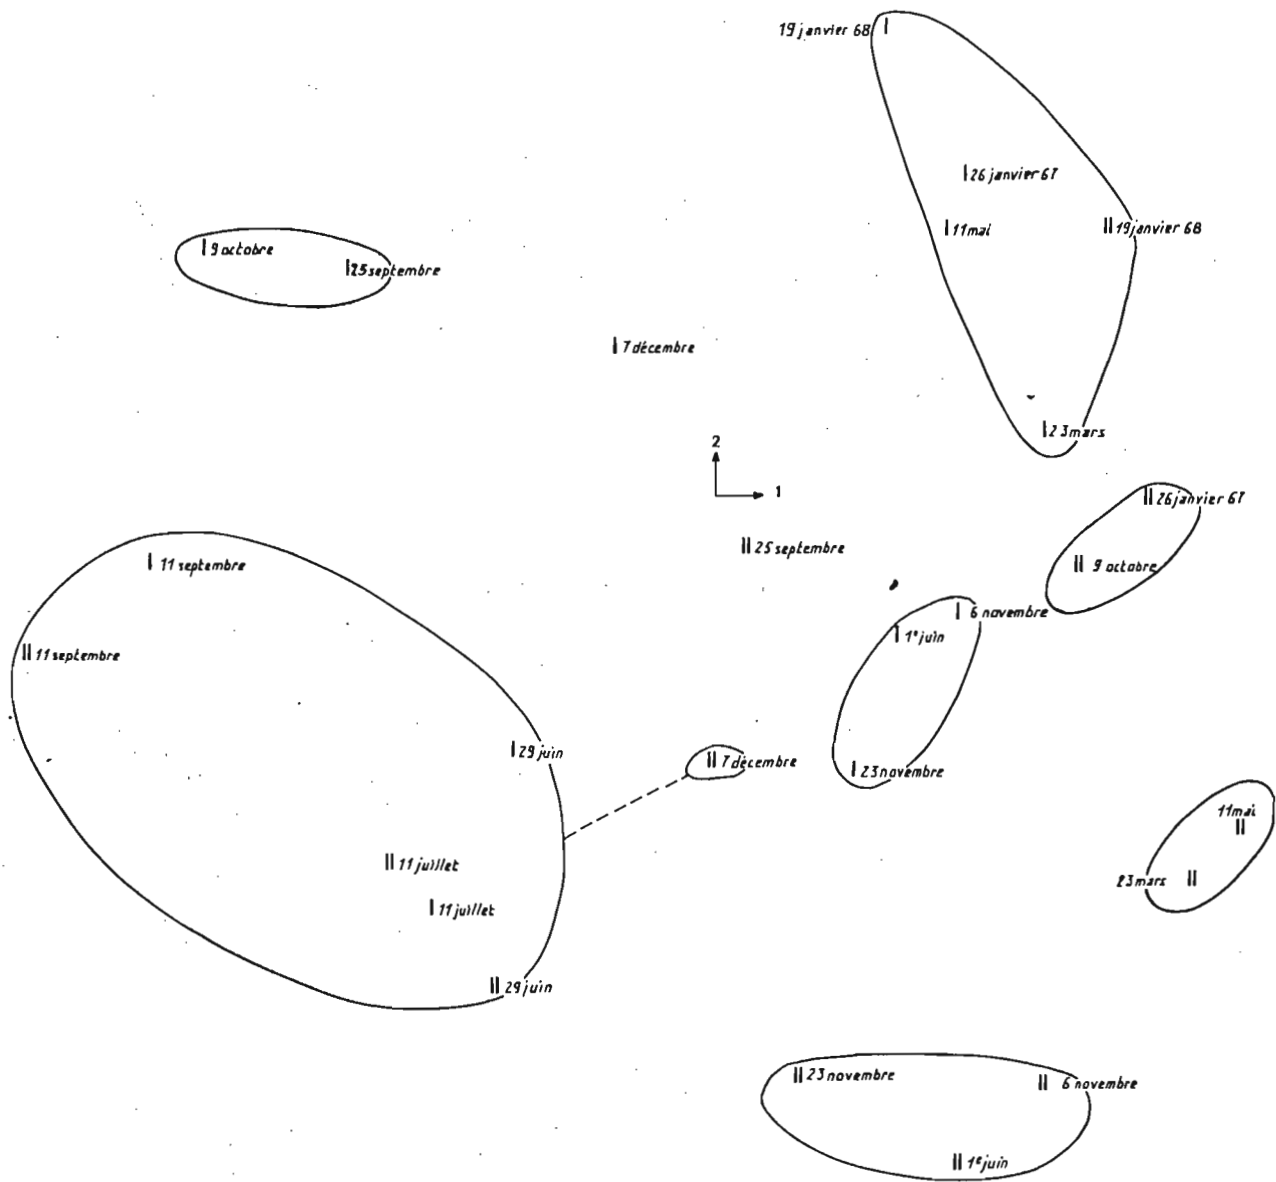 19 janvier 68 I
I 26 janvier 67
I 11 mai
II 19 janvier 68
I 9 octobre
I 25 septembre
I 7 décembre
I 23 mars
2
1
II 26 janvier 67
II 25 septembre
I 11 septembre
II 9 octobre
I 6 novembre
I 1e juin
II 11 septembre
I 29 juin
II 7 décembre
I 23 novembre
11 mai
II
II 11 juillet
23 mars II
I 11 juillet
II 29 juin
II 23 novembre
II 6 novembre
II 1e juin